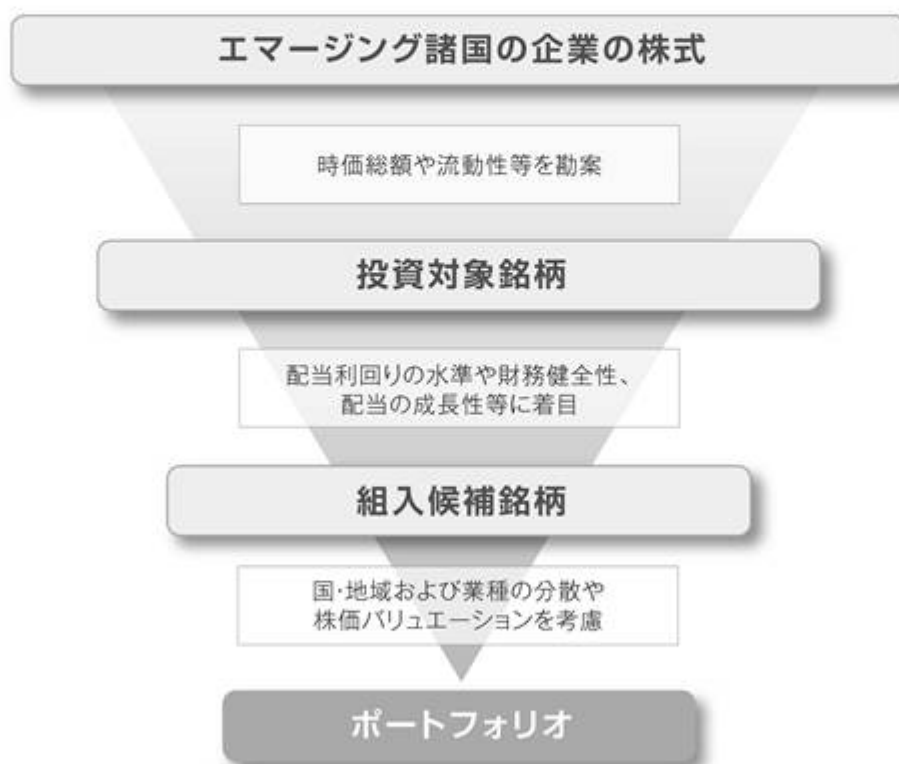 エマージング諸国の企業の株式
時価総額や流動性等を勘案
投資対象銘柄
配当利回りの水準や財務健全性、
配当の成長性等に着目
組入候補銘柄
国・地域および業種の分散や
株価バリュエーションを考慮
ポートフォリオ